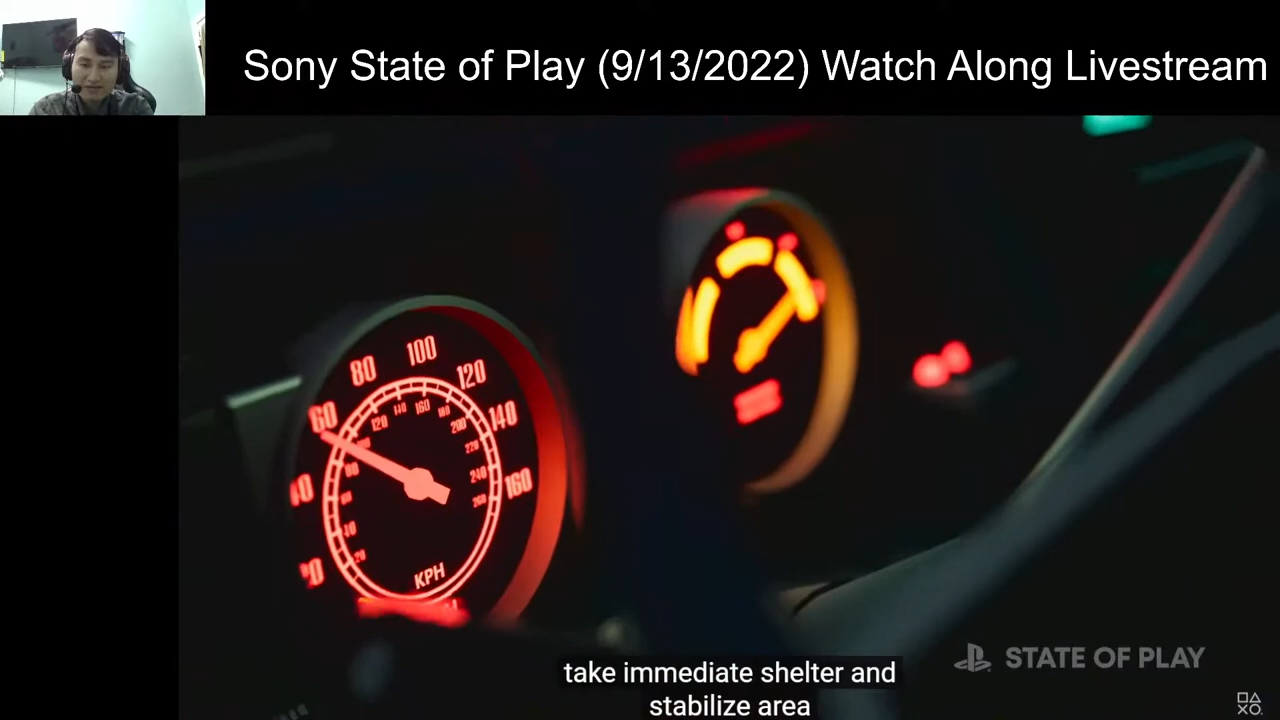 Sony State of Play (9/13/2022) Watch Along Livestream
100
80
120
60
140
160
KPH
STATE OF PLAY
take immediate shelter and
stabilize area